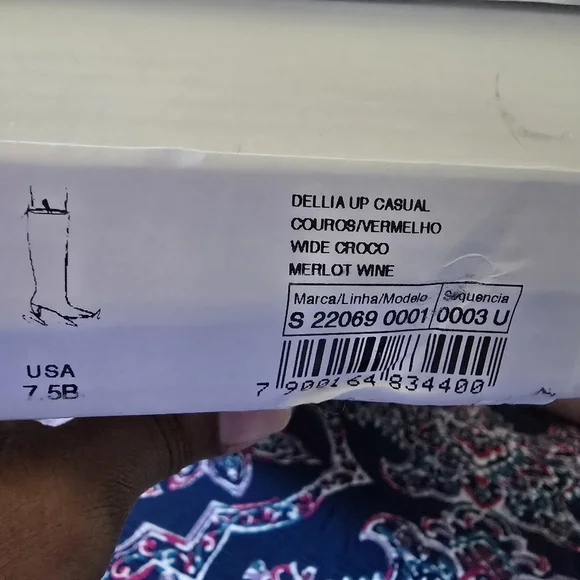 DELLIA UP CASUAL
COUROS/VERMELHO
WIDE CROCO
MERLOT WINE
Marca/Linha/Modelo Sequencia
S 22069 0001 0003 U
USA
7.5B
7 900164 834400